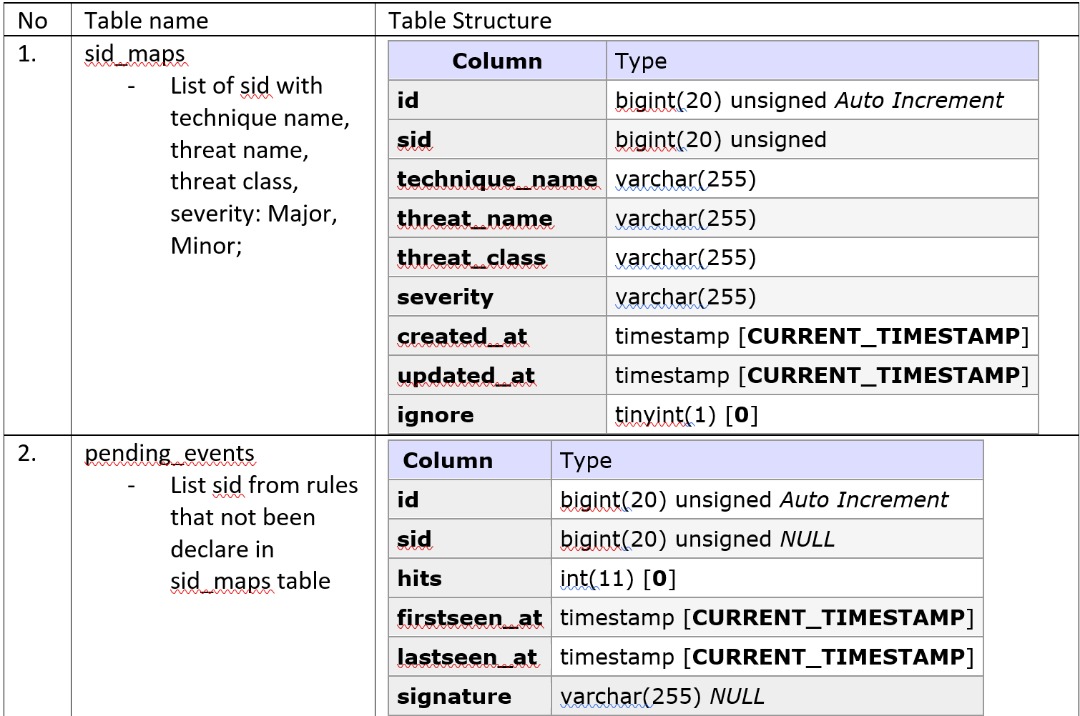 No Table name Table Structure
1. sid_maps
- List of sid with
technique name,
threat name,
threat class,
severity: Major,
Minor;
Column Type
id bigint(20) unsigned Auto Increment
sid bigint(20) unsigned
technique_name varchar(255)
threat_name varchar(255)
threat_class varchar(255)
severity varchar(255)
created_at timestamp [CURRENT_TIMESTAMP]
updated_at timestamp [CURRENT_TIMESTAMP]
ignore tinyint(1) [0]
2. pending_events
- List sid from rules
that not been
declare in
sid_maps table
Column Type
id bigint(20) unsigned Auto Increment
sid bigint(20) unsigned NULL
hits int(11) [0]
firstseen_at timestamp [CURRENT_TIMESTAMP]
lastseen_at timestamp [CURRENT_TIMESTAMP]
signature varchar(255) NULL